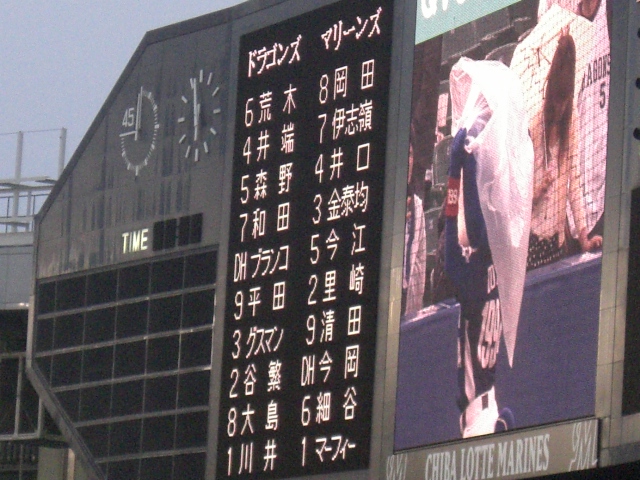 45
TIME
ドラゴンズ
6 荒木
4 井端
5 森野
7 和田
DH ブランコ
9 平田
3 グスマン
2 谷繁
8 大島
1 川井
マリーンズ
8 岡田
7 伊志嶺
4 井口
3 金泰均
5 今江
2 里崎
9 清田
DH 今岡
6 細谷
1 マーフィー
5
CHIBA LOTTE MARINES